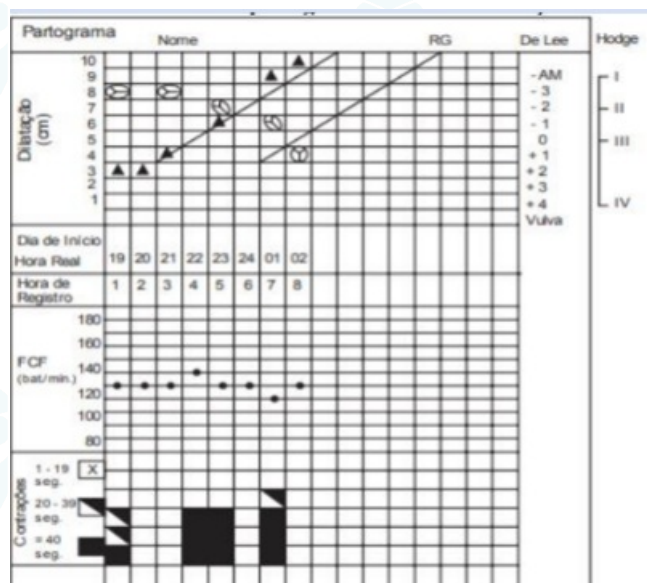 Partograma
Nome
RG
De Lee
Hodge
Dilatação
(cm)
10
9
8
7
6
5
4
3
2
1
- AM
- 3
- 2
- 1
0
+ 1
+ 2
+ 3
+ 4
Vulva
I
II
III
IV
Dia de Início
Hora Real 19 20 21 22 23 24 01 02
Hora de
Registro
1 2 3 4 5 6 7 8
FCF
(bat/min.)
180
160
140
120
100
80
Contrações
1 - 19
seg.
X
20 - 39
seg.
= 40
seg.